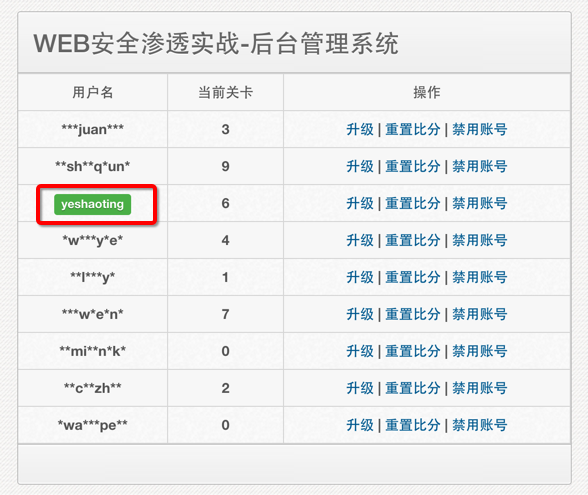 WEB安全渗透实战-后台管理系统
用户名 当前关卡 操作
***juan*** 3 升级 | 重置比分 | 禁用账号
**sh**q*un* 9 升级 | 重置比分 | 禁用账号
yeshaoting 6 升级 | 重置比分 | 禁用账号
*w***y*e* 4 升级 | 重置比分 | 禁用账号
**l***y* 1 升级 | 重置比分 | 禁用账号
***w*e*n* 7 升级 | 重置比分 | 禁用账号
**mi**n*k* 0 升级 | 重置比分 | 禁用账号
**c**zh** 2 升级 | 重置比分 | 禁用账号
*wa***pe** 0 升级 | 重置比分 | 禁用账号